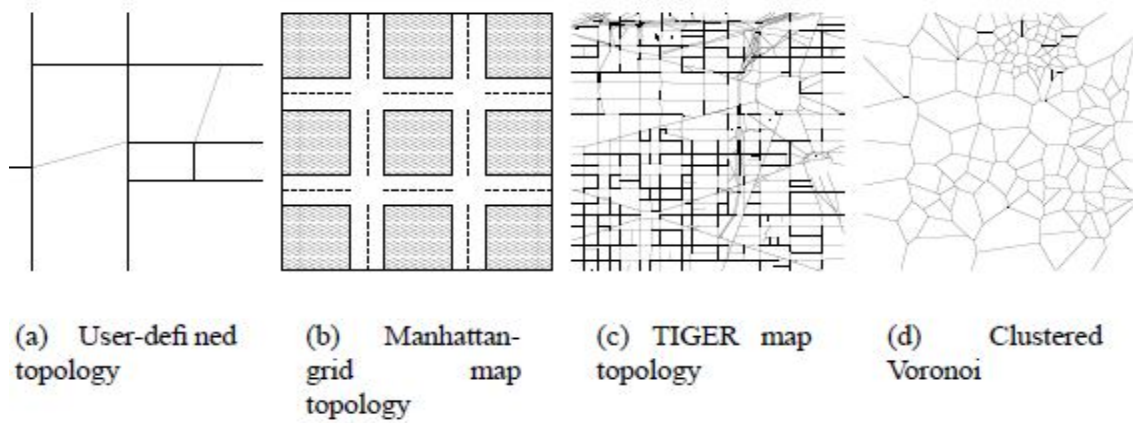 (a) User-defi ned
topology
(b) Manhattan-
grid map
topology
(c) TIGER map
topology
(d) Clustered
Voronoi